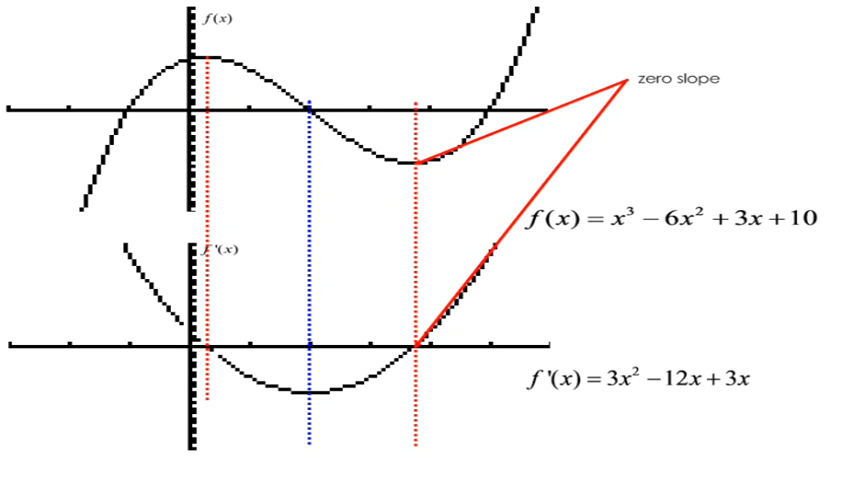 f(x)
zero slope
f(x) = x³ − 6x² + 3x + 10
f'(x)
f'(x) = 3x² − 12x + 3x